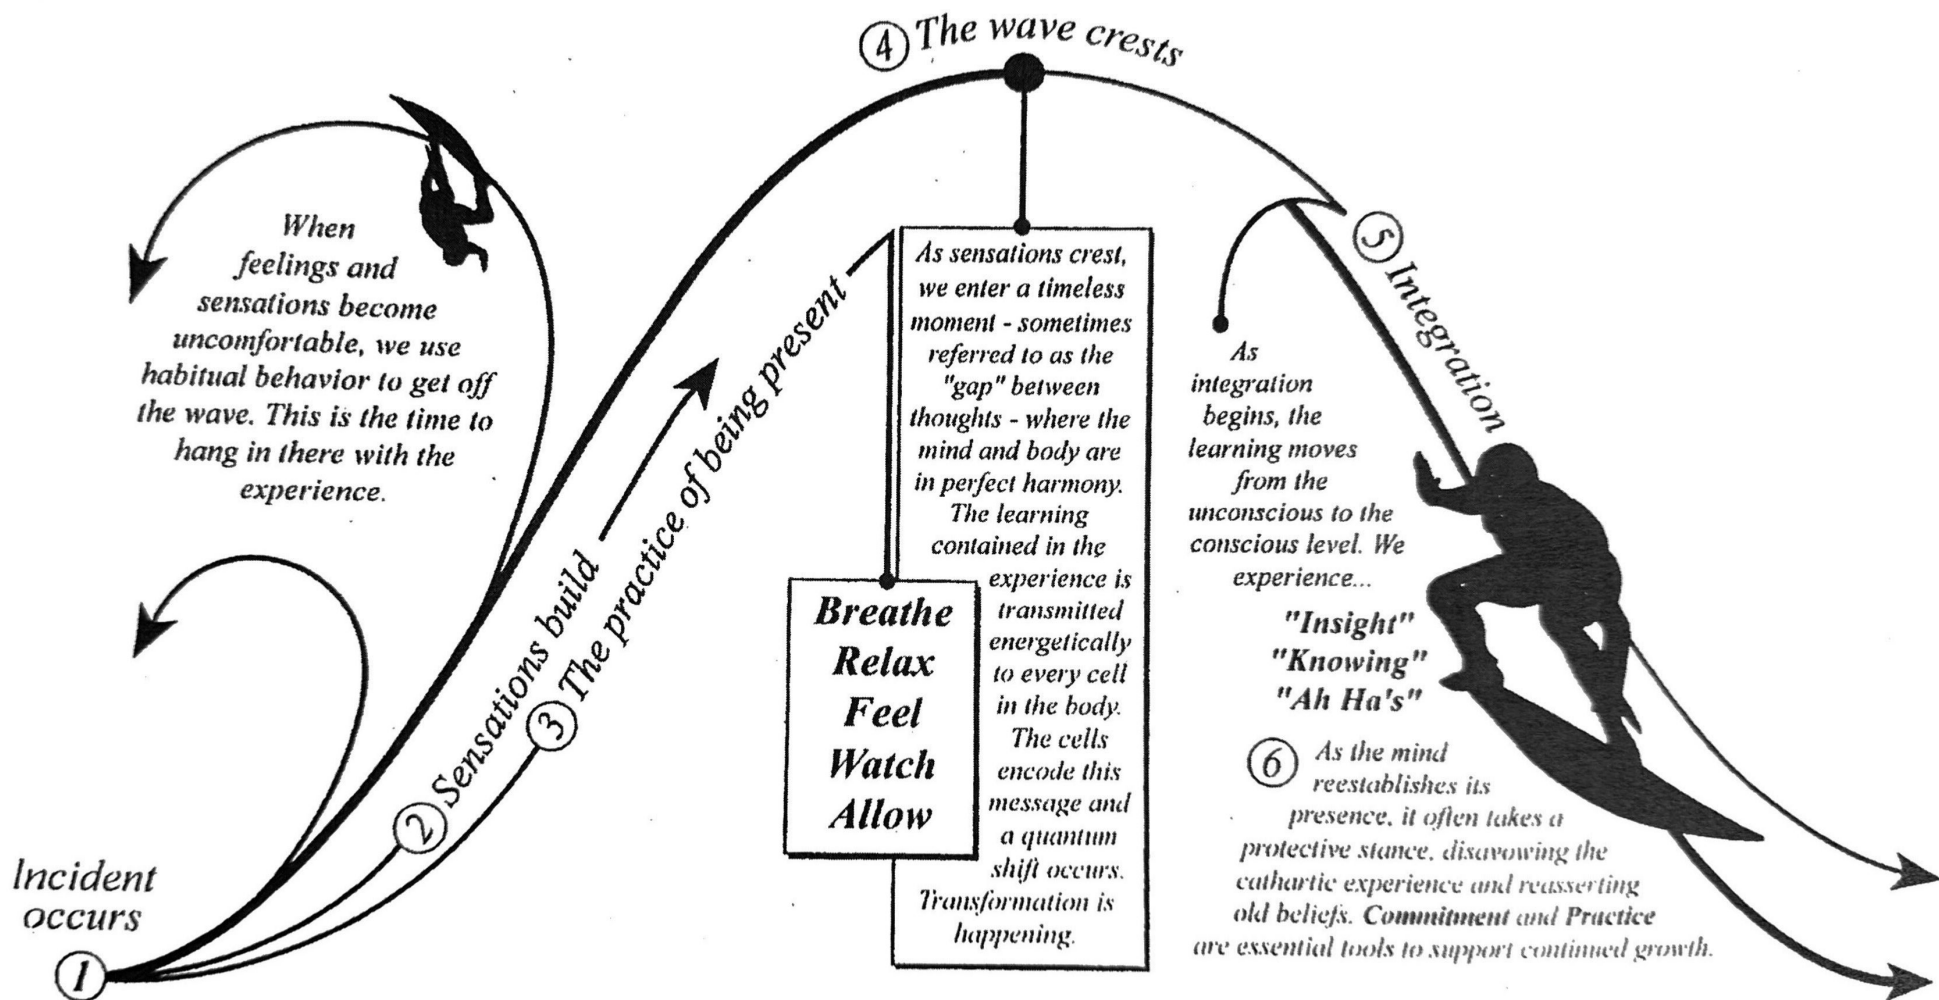 Incident
occurs
1
When
feelings and
sensations become
uncomfortable, we use
habitual behavior to get off
the wave. This is the time to
hang in there with the
experience.
2 Sensations build
3 The practice of being present
Breathe
Relax
Feel
Watch
Allow
4 The wave crests
As sensations crest,
we enter a timeless
moment - sometimes
referred to as the
"gap" between
thoughts - where the
mind and body are
in perfect harmony.
The learning
contained in the
experience is
transmitted
energetically
to every cell
in the body.
The cells
encode this
message and
a quantum
shift occurs.
Transformation is
happening.
5 Integration
As
integration
begins, the
learning moves
from the
unconscious to the
conscious level. We
experience...
"Insight"
"Knowing"
"Ah Ha's"
6 As the mind
reestablishes its
presence, it often takes a
protective stance, disavowing the
cathartic experience and reasserting
old beliefs. Commitment and Practice
are essential tools to support continued growth.